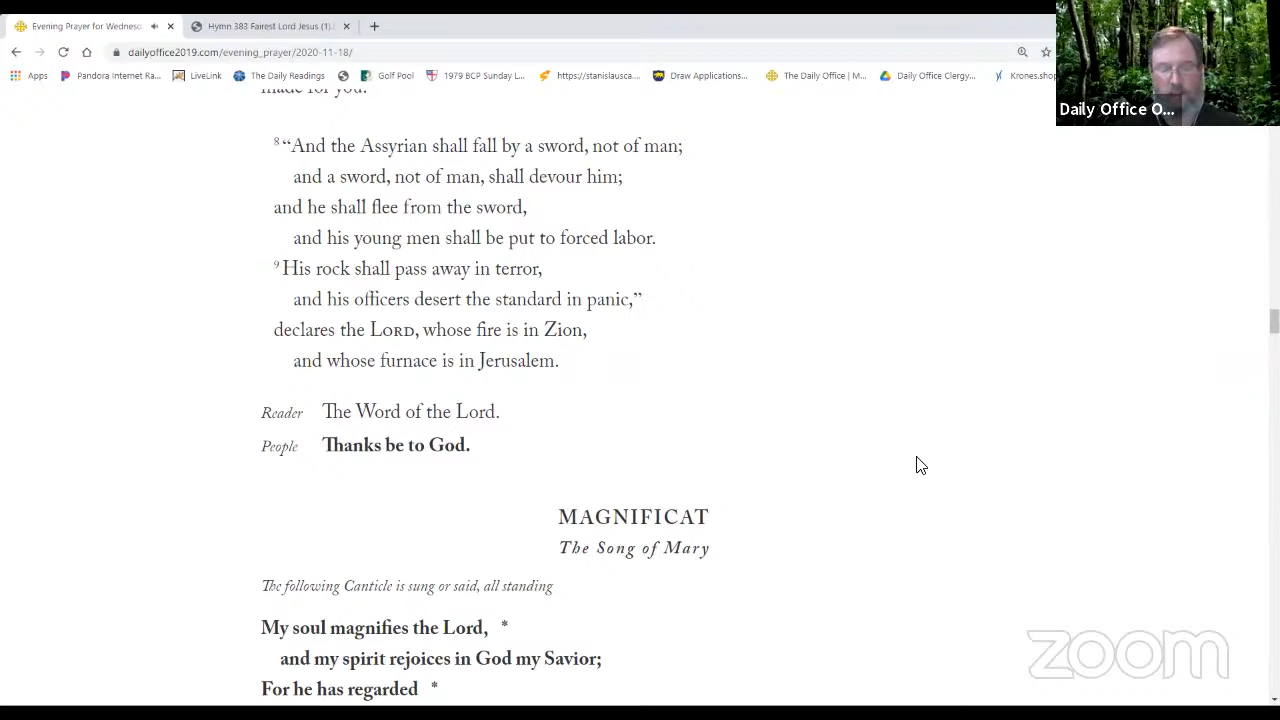 Evening Prayer for Wednesd
Hymn 383 Fairest Lord Jesus (1).
dailyoffice2019.com/evening_prayer/2020-11-18/
Apps Pandora Internet Ra... LiveLink The Daily Readings Golf Pool 1979 BCP Sunday L... https://stanislausca... Draw Applications... The Daily Office | M... Daily Office Clergy... Krones.shop
Daily Office O...
made for you.
8 “And the Assyrian shall fall by a sword, not of man;
and a sword, not of man, shall devour him;
and he shall flee from the sword,
and his young men shall be put to forced labor.
9 His rock shall pass away in terror,
and his officers desert the standard in panic,”
declares the LORD, whose fire is in Zion,
and whose furnace is in Jerusalem.
Reader The Word of the Lord.
People Thanks be to God.
MAGNIFICAT
The Song of Mary
The following Canticle is sung or said, all standing
My soul magnifies the Lord, *
and my spirit rejoices in God my Savior;
For he has regarded *
zoom